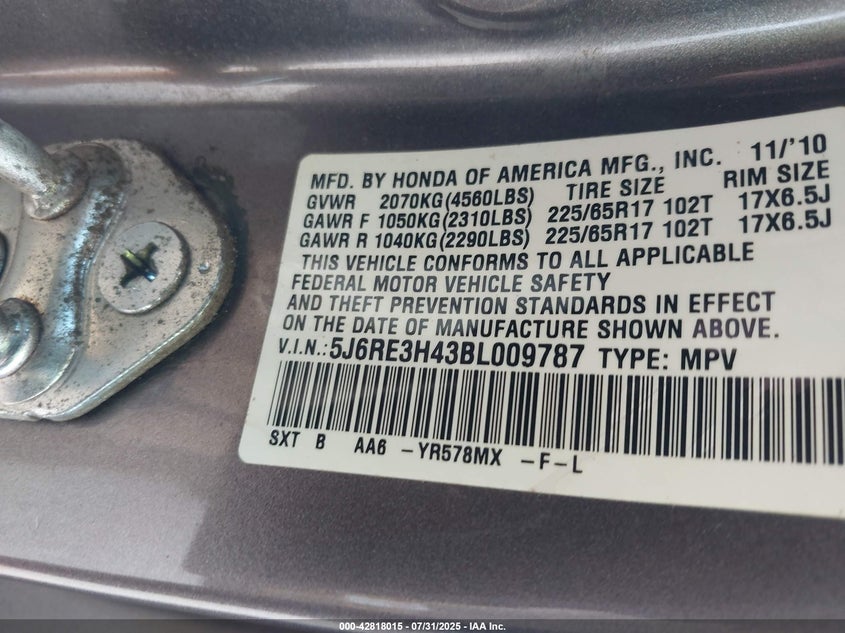 MFD. BY HONDA OF AMERICA MFG., INC. 11/'10
GVWR 2070KG(4560LBS) TIRE SIZE RIM SIZE
GAWR F 1050KG(2310LBS) 225/65R17 102T 17X6.5J
GAWR R 1040KG(2290LBS) 225/65R17 102T 17X6.5J
THIS VEHICLE CONFORMS TO ALL APPLICABLE
FEDERAL MOTOR VEHICLE SAFETY
AND THEFT PREVENTION STANDARDS IN EFFECT
ON THE DATE OF MANUFACTURE SHOWN ABOVE.
V.I.N.:5J6RE3H43BL009787 TYPE: MPV
SXT B AA6 -YR578MX -F-L
000-42818015 - 07/31/2025 - IAA Inc.